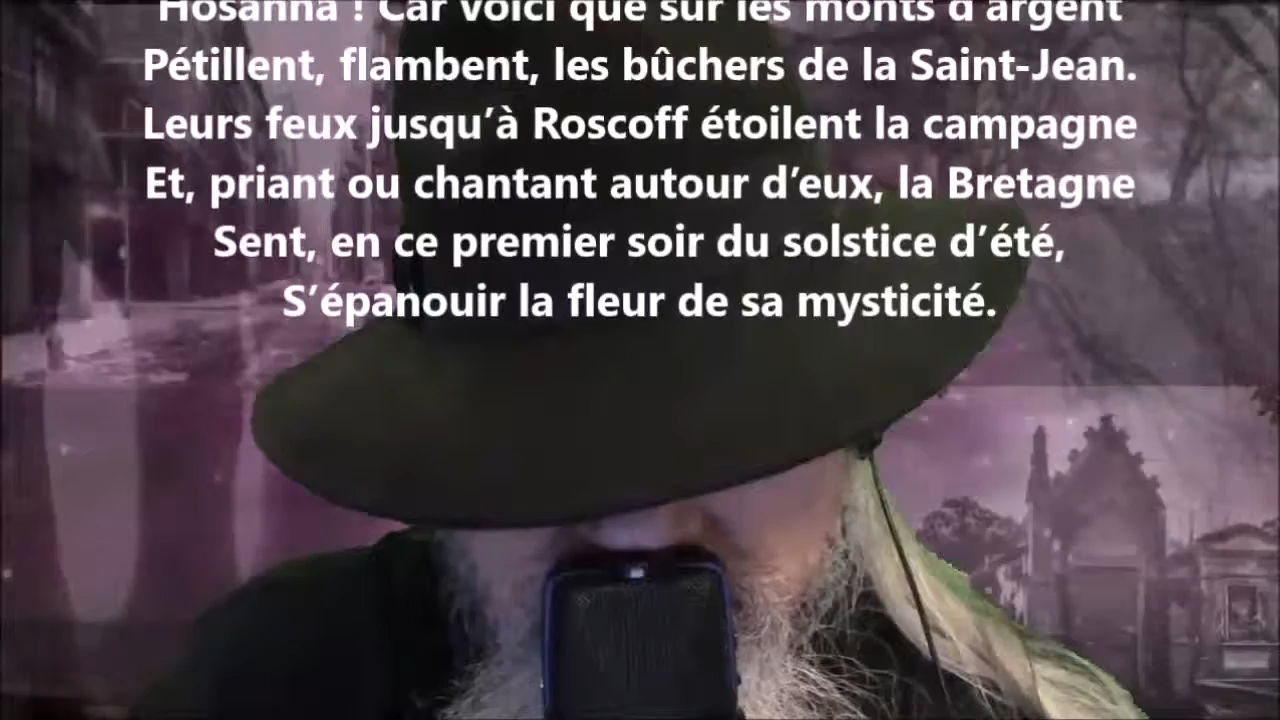 Hosanna ! Car voici que sur les monts d’argent
Pétillent, flambent, les bûchers de la Saint-Jean.
Leurs feux jusqu’à Roscoff étoilent la campagne
Et, priant ou chantant autour d’eux, la Bretagne
Sent, en ce premier soir du solstice d’été,
S’épanouir la fleur de sa mysticité.